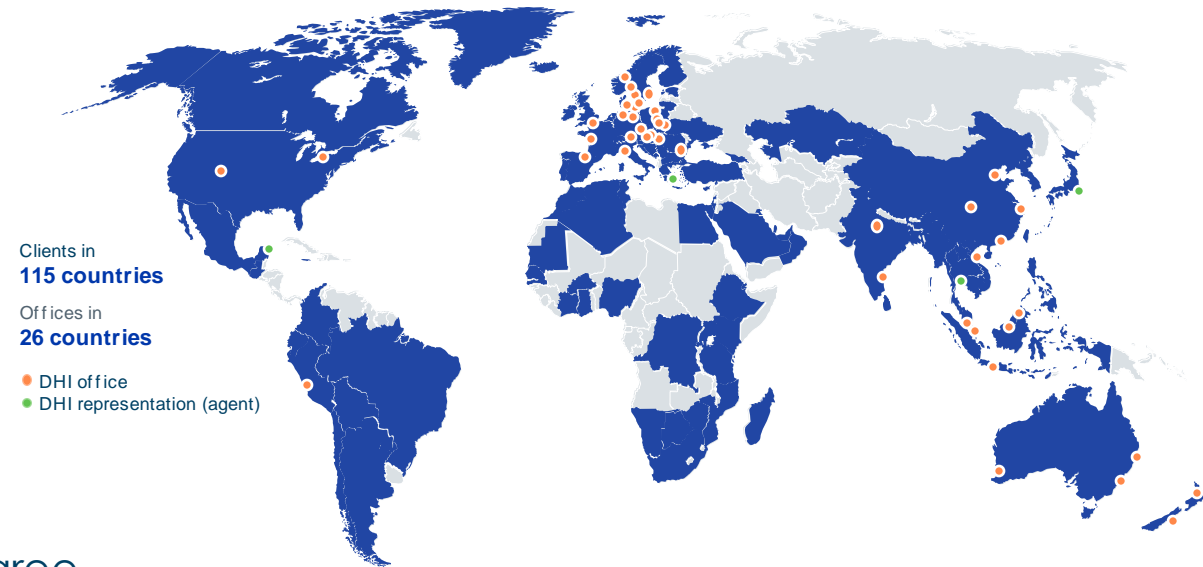 Clients in
115 countries
Offices in
26 countries
DHI office
DHI representation (agent)